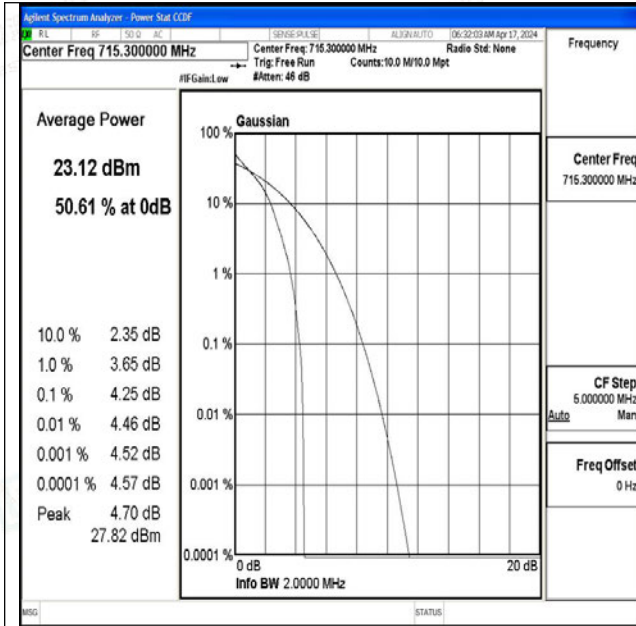 Agilent Spectrum Analyzer - Power Stat CCDF
RL RF 50 Ω AC SENSE:PULSE ALIGN AUTO 06:32:03 AM Apr 17, 2024
Center Freq 715.300000 MHz
Center Freq: 715.300000 MHz Radio Std: None
Trig: Free Run Counts:10.0 M/10.0 Mpt
#IFGain:Low #Atten: 46 dB
Frequency
Average Power
23.12 dBm
50.61 % at 0dB
10.0 % 2.35 dB
1.0 % 3.65 dB
0.1 % 4.25 dB
0.01 % 4.46 dB
0.001 % 4.52 dB
0.0001 % 4.57 dB
Peak 4.70 dB
27.82 dBm
Gaussian
100 %
10 %
1 %
0.1 %
0.01 %
0.001 %
0.0001 %
0 dB 20 dB
Info BW 2.0000 MHz
Center Freq
715.300000 MHz
CF Step
5.000000 MHz
Auto Man
Freq Offset
0 Hz
MSG STATUS